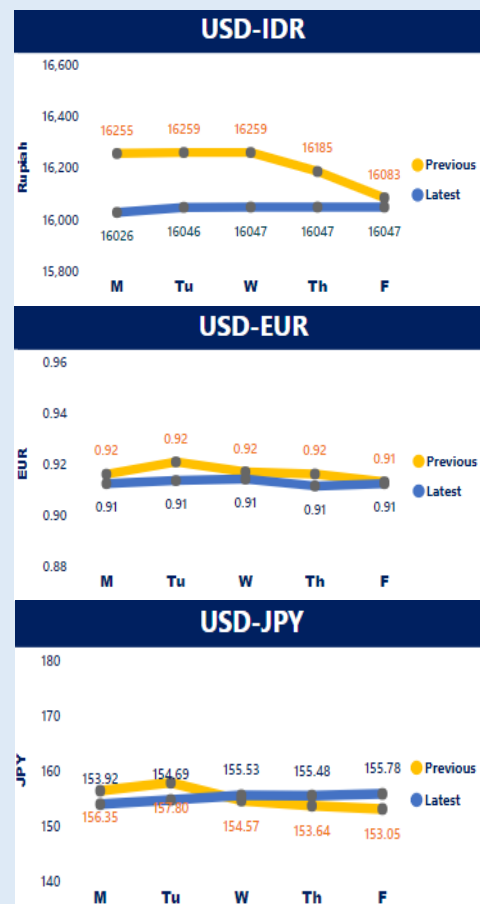 USD-IDR
16,600
16,400
16255 16259 16259 16185 16083
16,200
Rupiah
Previous
Latest
16,000
16026 16046 16047 16047 16047
15,800
M Tu W Th F
USD-EUR
0.96
0.94
0.92 0.92 0.92 0.92 0.91
0.92
EUR
Previous
Latest
0.91 0.91 0.91 0.91 0.91
0.90
0.88
M Tu W Th F
USD-JPY
180
170
160
153.92 154.69 155.53 155.48 155.78
JPY
Previous
Latest
156.35 157.80 154.57 153.64 153.05
150
140
M Tu W Th F